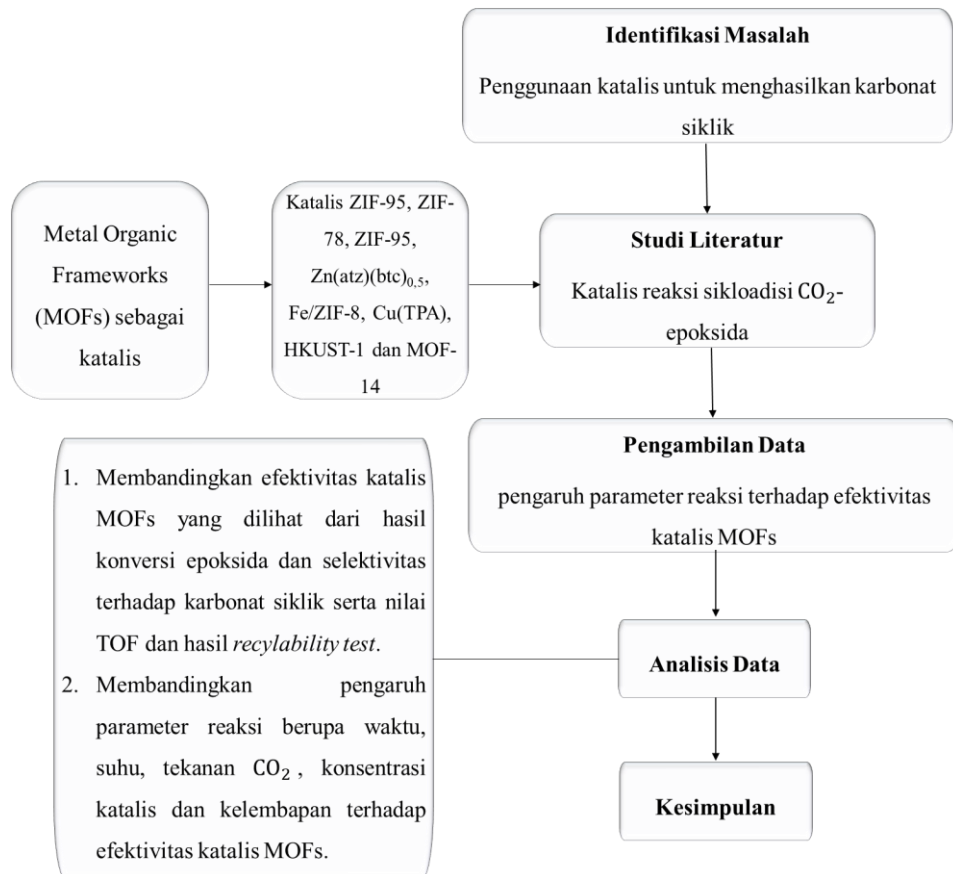 Identifikasi Masalah
Penggunaan katalis untuk menghasilkan karbonat
siklik
Metal Organic
Frameworks
(MOFs) sebagai
katalis
Katalis ZIF-95, ZIF-
78, ZIF-95,
Zn(atz)(btc)₀,₅,
Fe/ZIF-8, Cu(TPA),
HKUST-1 dan MOF-
14
Studi Literatur
Katalis reaksi sikloadisi CO₂-
epoksida
Pengambilan Data
pengaruh parameter reaksi terhadap efektivitas
katalis MOFs
1. Membandingkan efektivitas katalis
MOFs yang dilihat dari hasil
konversi epoksida dan selektivitas
terhadap karbonat siklik serta nilai
TOF dan hasil recylability test.
2. Membandingkan pengaruh
parameter reaksi berupa waktu,
suhu, tekanan CO₂ , konsentrasi
katalis dan kelembapan terhadap
efektivitas katalis MOFs.
Analisis Data
Kesimpulan